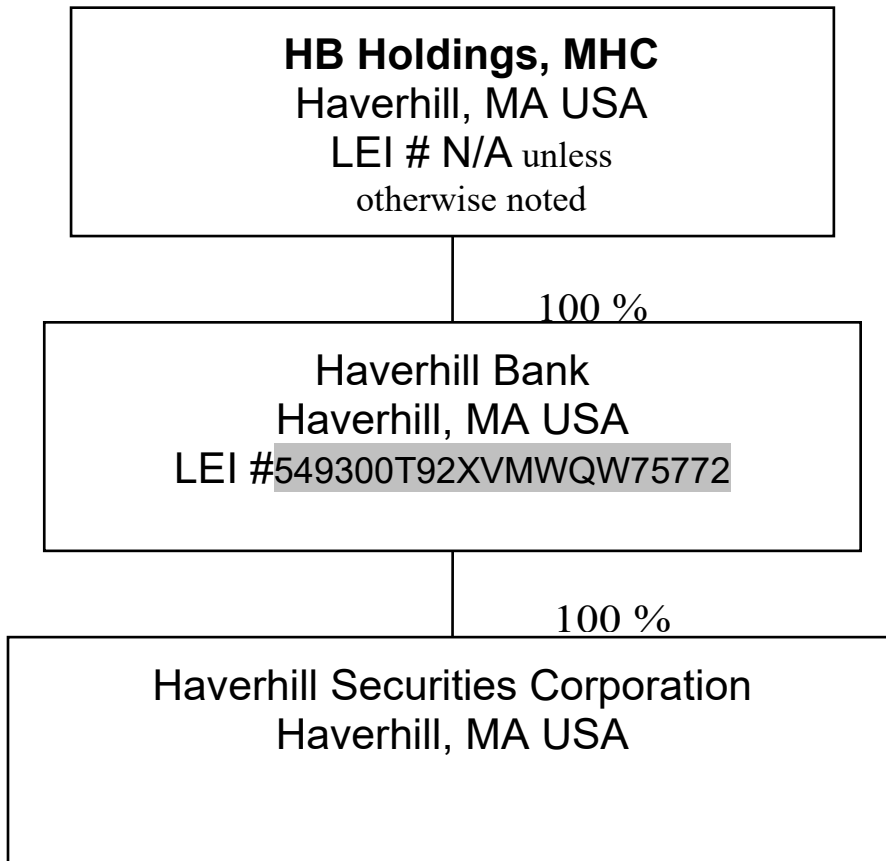 HB Holdings, MHC
Haverhill, MA USA
LEI # N/A unless
otherwise noted
100 %
Haverhill Bank
Haverhill, MA USA
LEI #549300T92XVMWQW75772
100 %
Haverhill Securities Corporation
Haverhill, MA USA